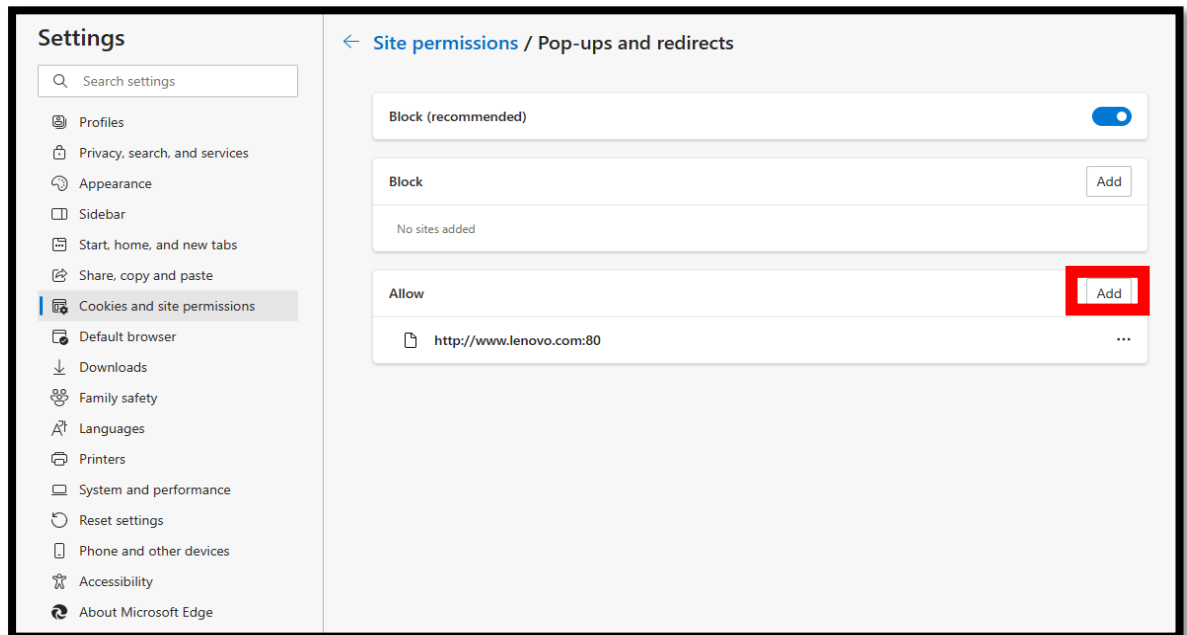 Settings
Search settings
Profiles
Privacy, search, and services
Appearance
Sidebar
Start, home, and new tabs
Share, copy and paste
Cookies and site permissions
Default browser
Downloads
Family safety
Languages
Printers
System and performance
Reset settings
Phone and other devices
Accessibility
About Microsoft Edge
Site permissions / Pop-ups and redirects
Block (recommended)
Block Add
No sites added
Allow Add
http://www.lenovo.com:80